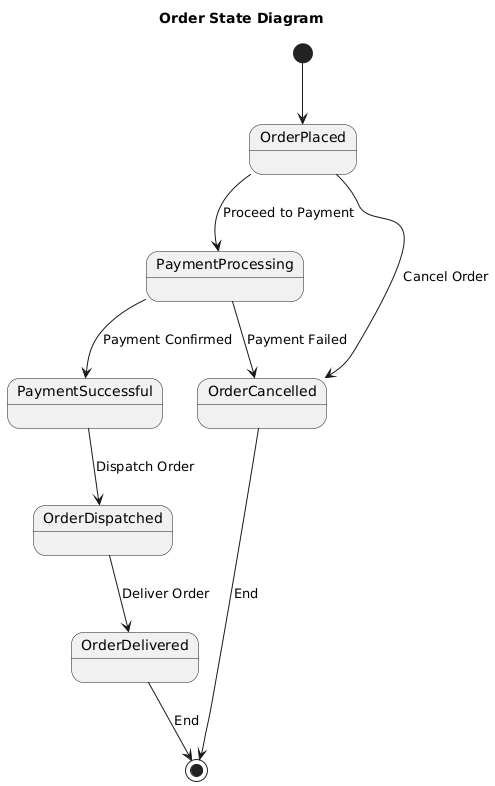 Order State Diagram
OrderPlaced
Proceed to Payment
PaymentProcessing
Cancel Order
Payment Confirmed
Payment Failed
PaymentSuccessful
OrderCancelled
Dispatch Order
OrderDispatched
Deliver Order
End
OrderDelivered
End